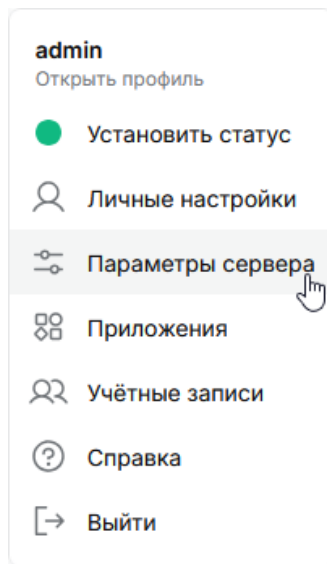 admin
Открыть профиль
Установить статус
Личные настройки
Параметры сервера
Приложения
Учётные записи
Справка
Выйти